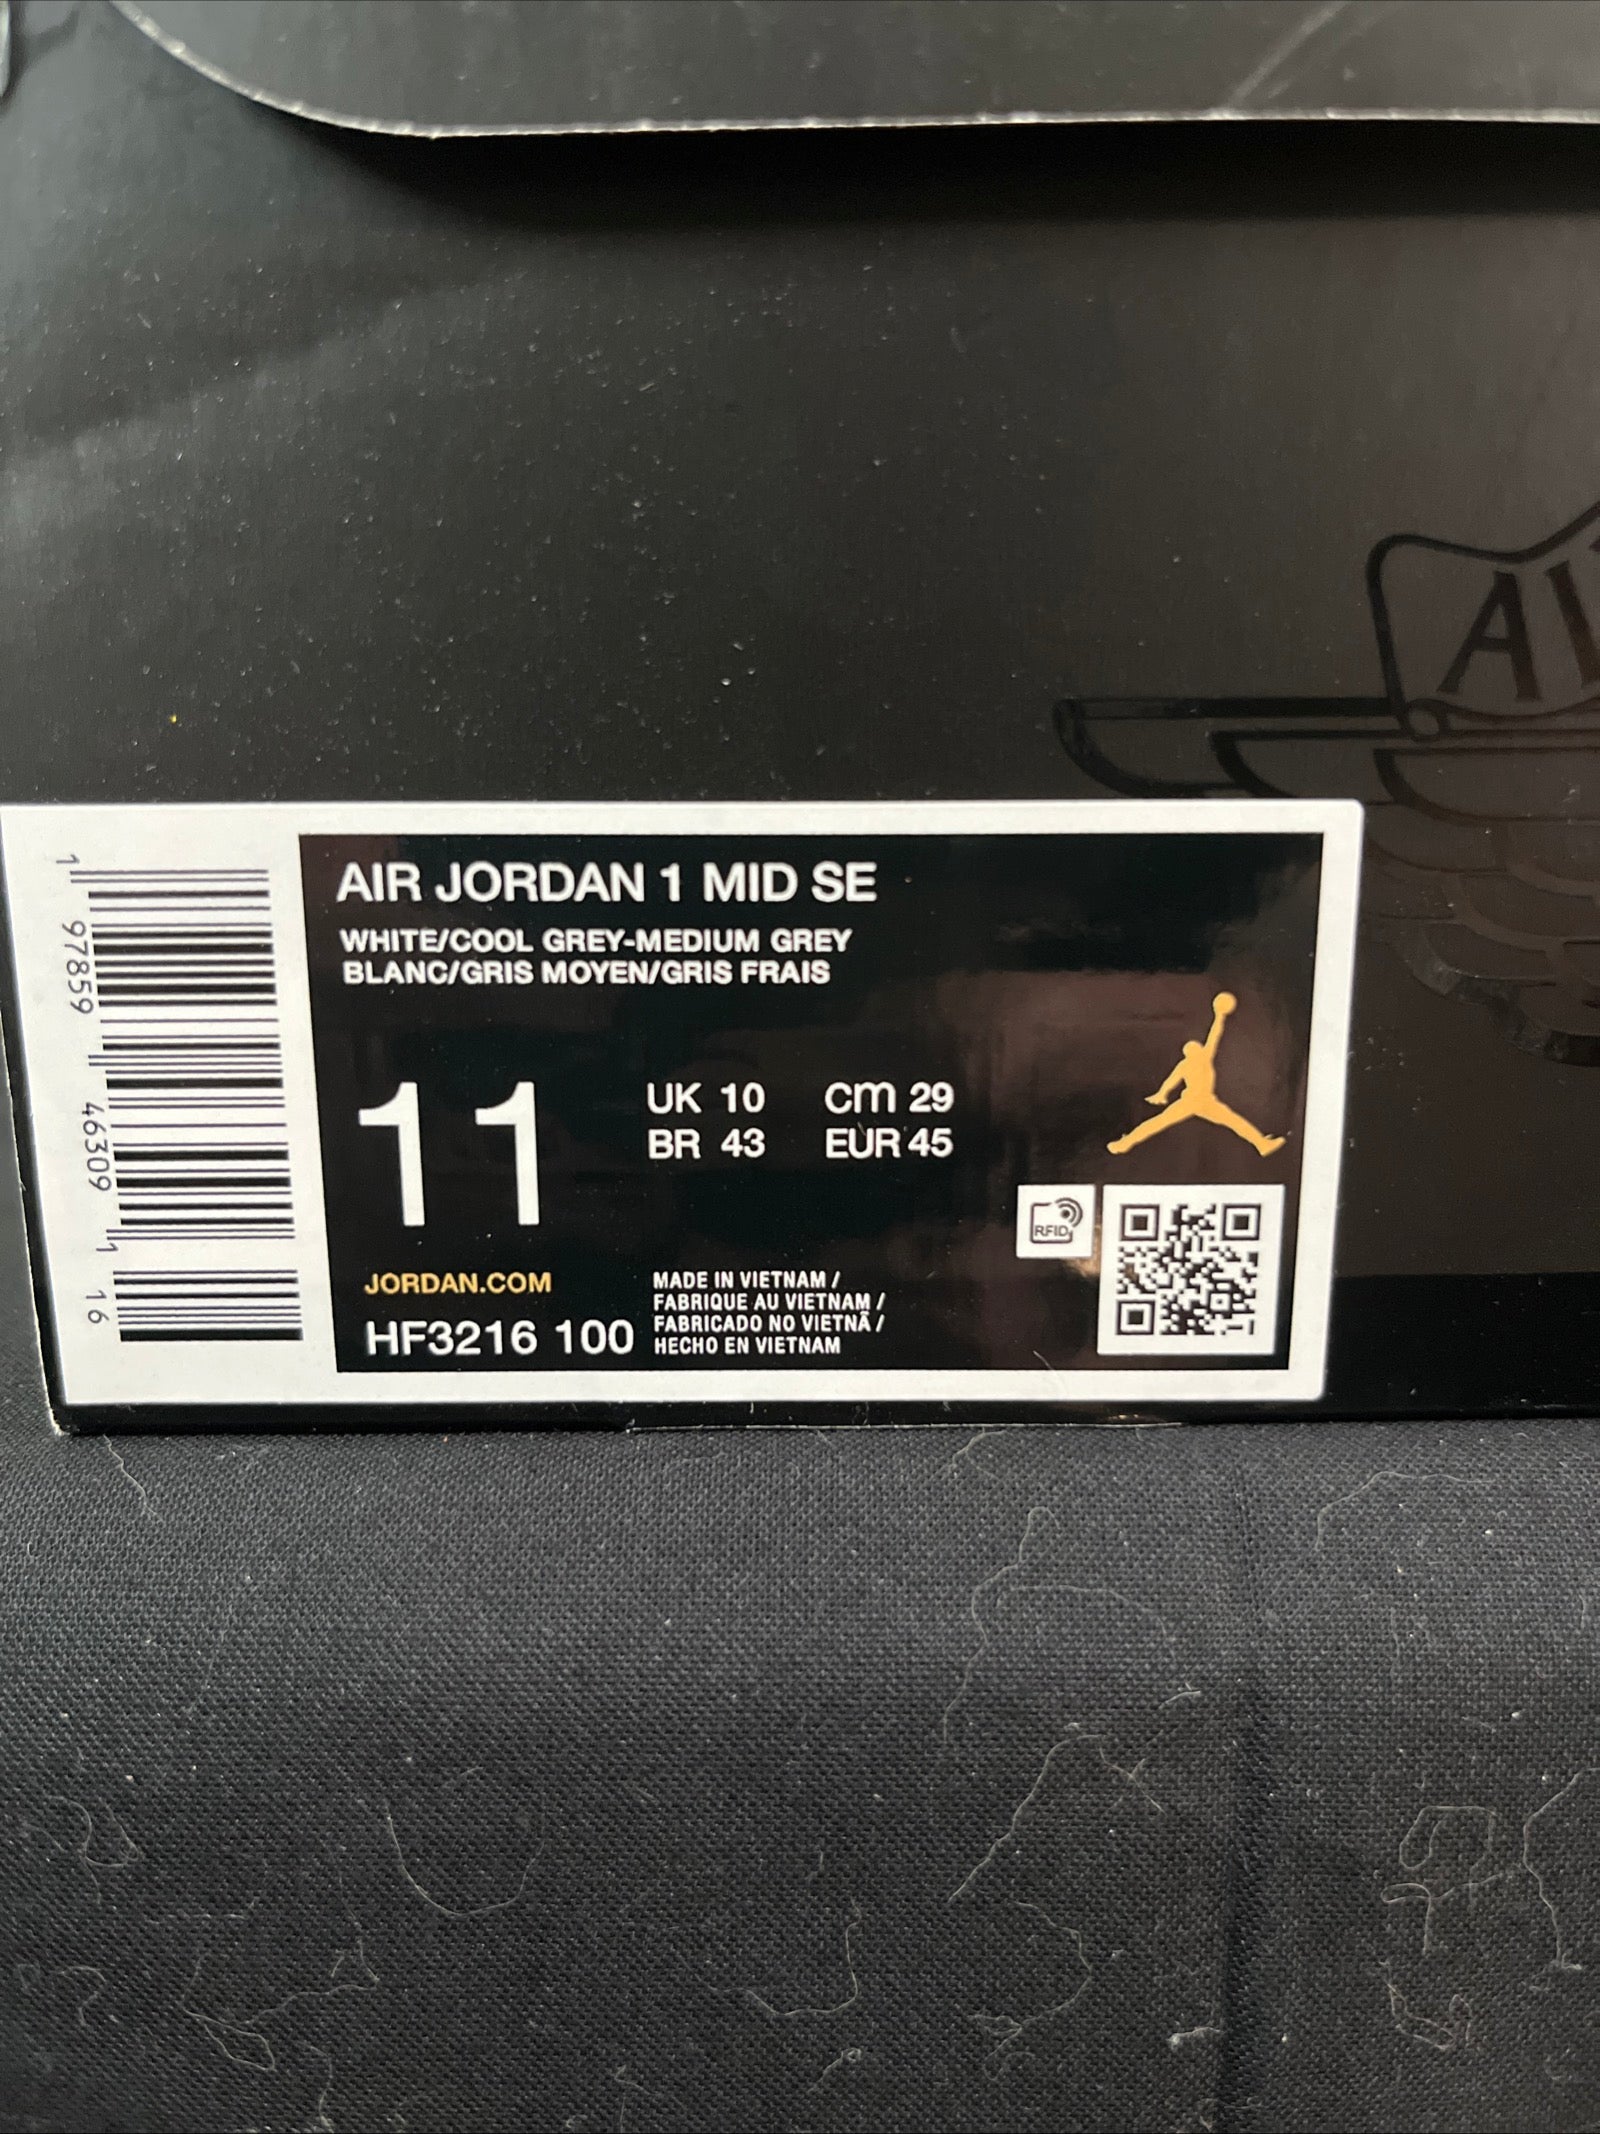 AI
AIR JORDAN 1 MID SE
WHITE/COOL GREY-MEDIUM GREY
BLANC/GRIS MOYEN/GRIS FRAIS
11
UK 10 cm 29
BR 43 EUR 45
RFID
JORDAN.COM
HF3216 100
MADE IN VIETNAM /
FABRIQUE AU VIETNAM /
FABRICADO NO VIETNÃ /
HECHO EN VIETNAM
1 97859 46309 1 16